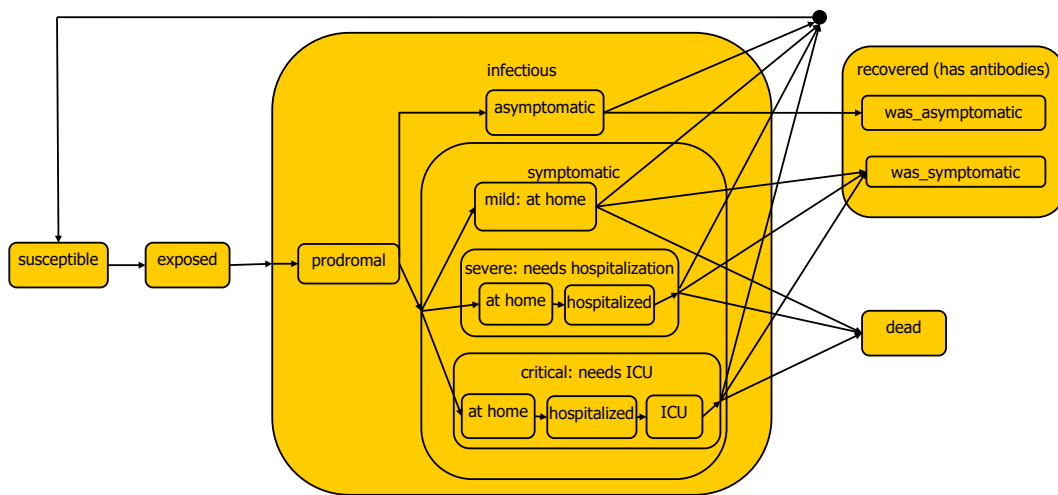 infectious
recovered (has antibodies)
asymptomatic
was_asymptomatic
symptomatic
was_symptomatic
mild: at home
susceptible
exposed
prodromal
severe: needs hospitalization
at home
hospitalized
dead
critical: needs ICU
at home
hospitalized
ICU